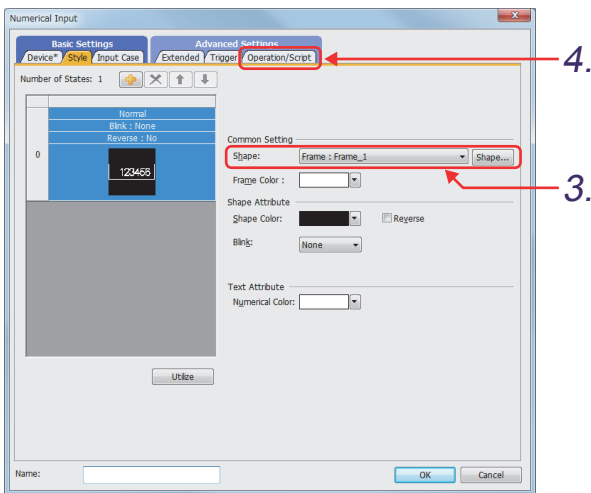 Numerical Input
Basic Settings
Advanced Settings
Device* Style Input Case Extended Trigger Operation/Script
4.
Number of States: 1
Normal
Blink : None
Reverse : No
0
123456
Common Setting
Shape: Frame : Frame_1 Shape...
3.
Frame Color :
Shape Attribute
Shape Color: Reverse
Blink: None
Text Attribute
Numerical Color:
Utilize
Name: OK Cancel